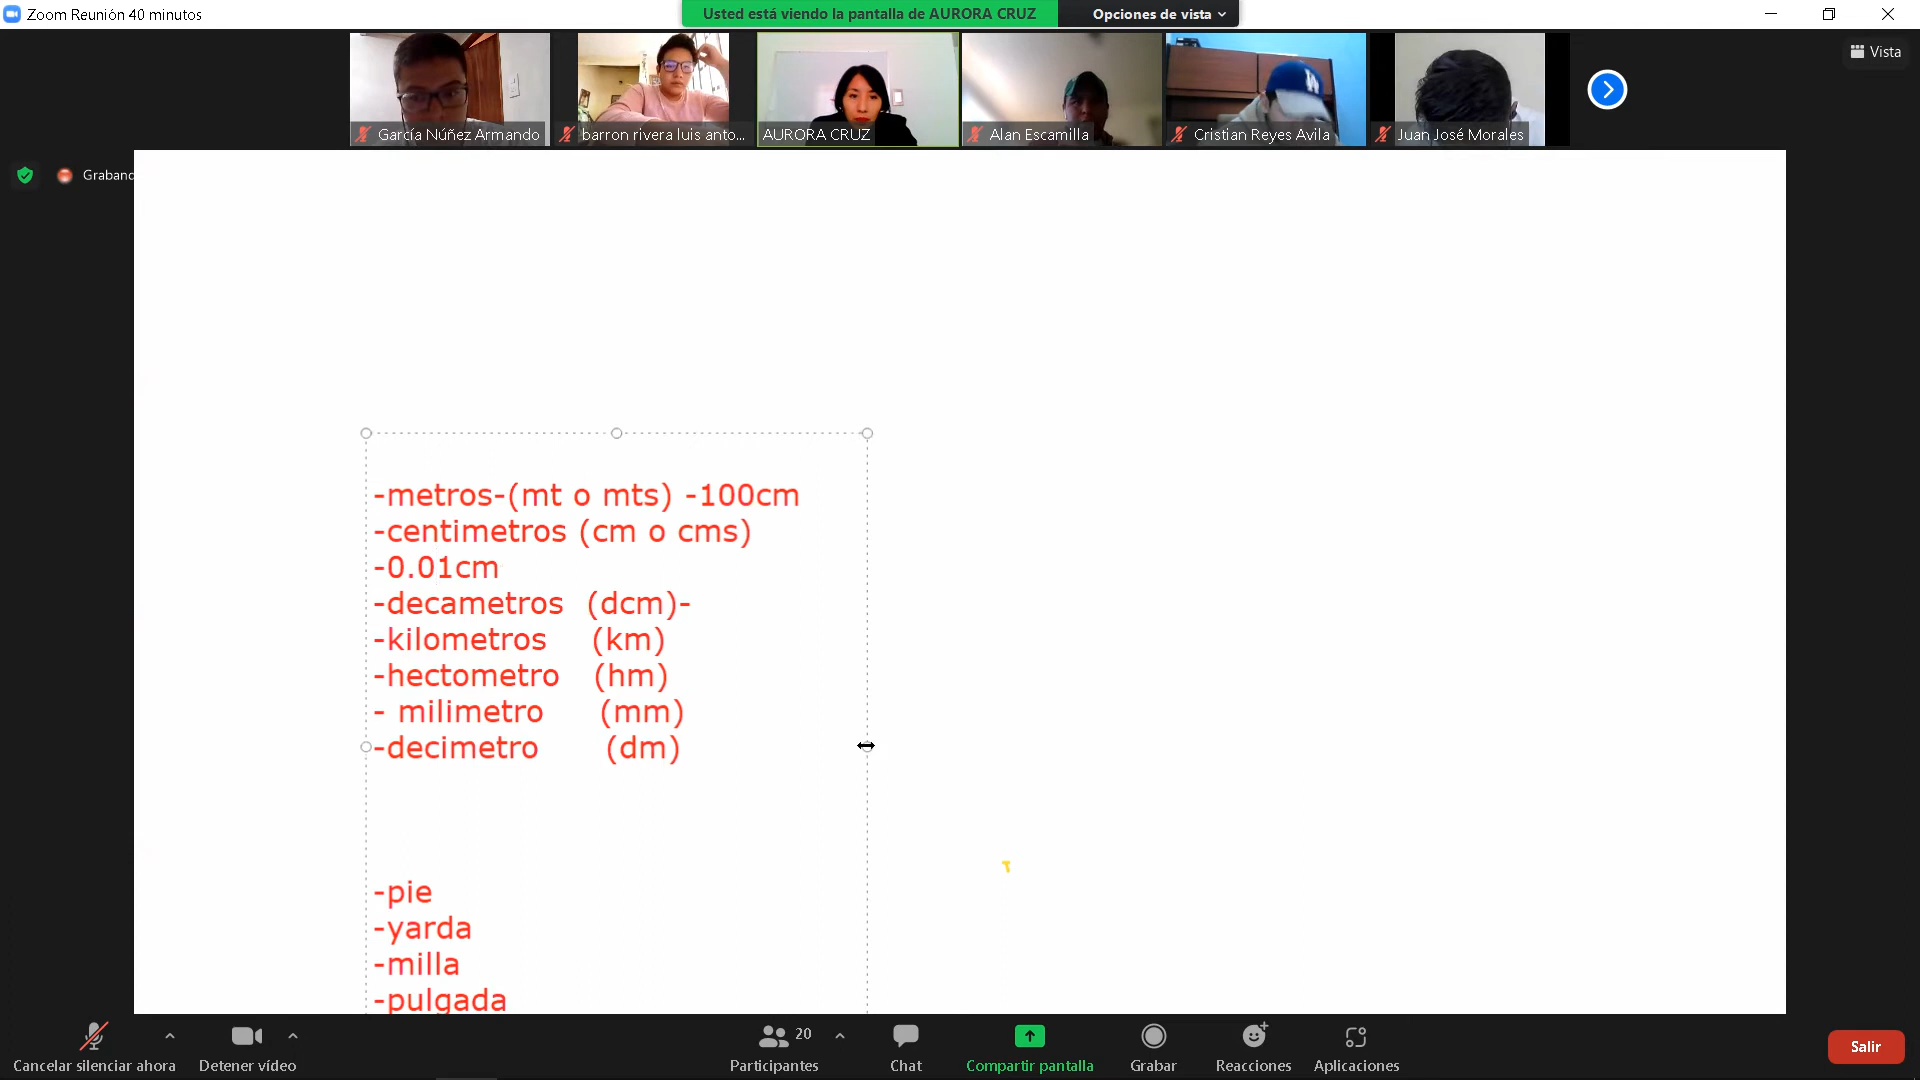 Zoom Reunión 40 minutos
Usted está viendo la pantalla de AURORA CRUZ
Opciones de vista
Vista
García Núñez Armando
barron rivera luis anto...
AURORA CRUZ
Alan Escamilla
Cristian Reyes Avila
Juan José Morales
Graband
-metros-(mt o mts) -100cm
-centimetros (cm o cms)
-0.01cm
-decametros (dcm)-
-kilometros (km)
-hectometro (hm)
- milimetro (mm)
-decimetro (dm)
-pie
-yarda
-milla
-pulgada
Cancelar silenciar ahora
Detener vídeo
20
Participantes
Chat
Compartir pantalla
Grabar
Reacciones
Aplicaciones
Salir